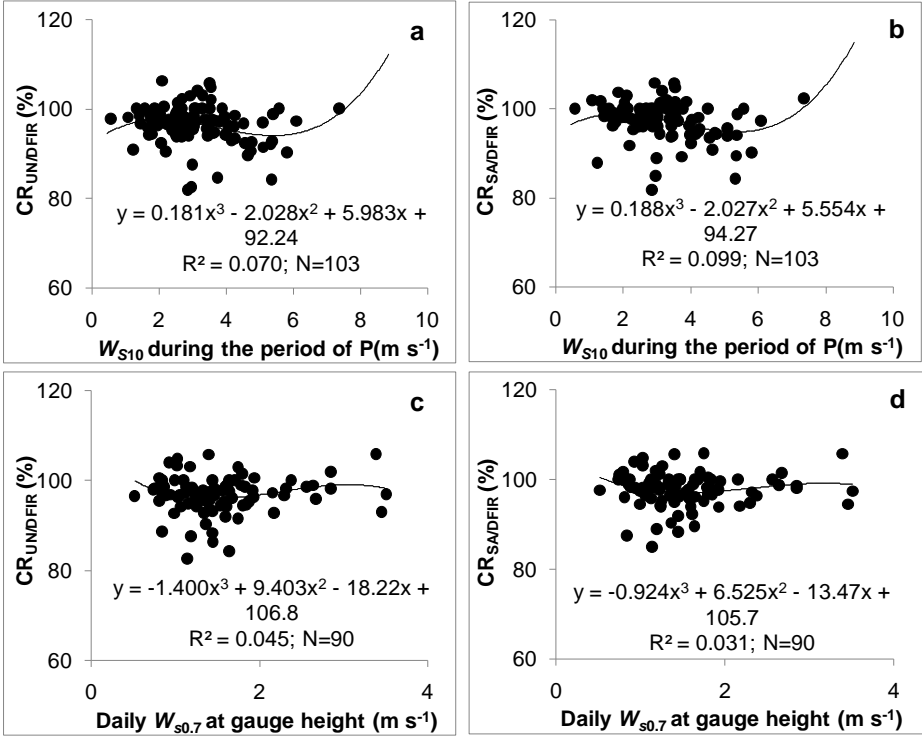 120
100
80
60
CR_UN/DFIR (%)
a
y = 0.181x³ - 2.028x² + 5.983x +
92.24
R² = 0.070; N=103
0 2 4 6 8 10
W_S10 during the period of P(m s⁻¹)
120
100
80
60
CR_SA/DFIR (%)
b
y = 0.188x³ - 2.027x² + 5.554x +
94.27
R² = 0.099; N=103
0 2 4 6 8 10
W_S10 during the period of P(m s⁻¹)
120
100
80
60
CR_UN/DFIR (%)
c
y = -1.400x³ + 9.403x² - 18.22x +
106.8
R² = 0.045; N=90
0 2 4
Daily W_s0.7 at gauge height (m s⁻¹)
120
100
80
60
CR_SA/DFIR (%)
d
y = -0.924x³ + 6.525x² - 13.47x +
105.7
R² = 0.031; N=90
0 2 4
Daily W_s0.7 at gauge height (m s⁻¹)